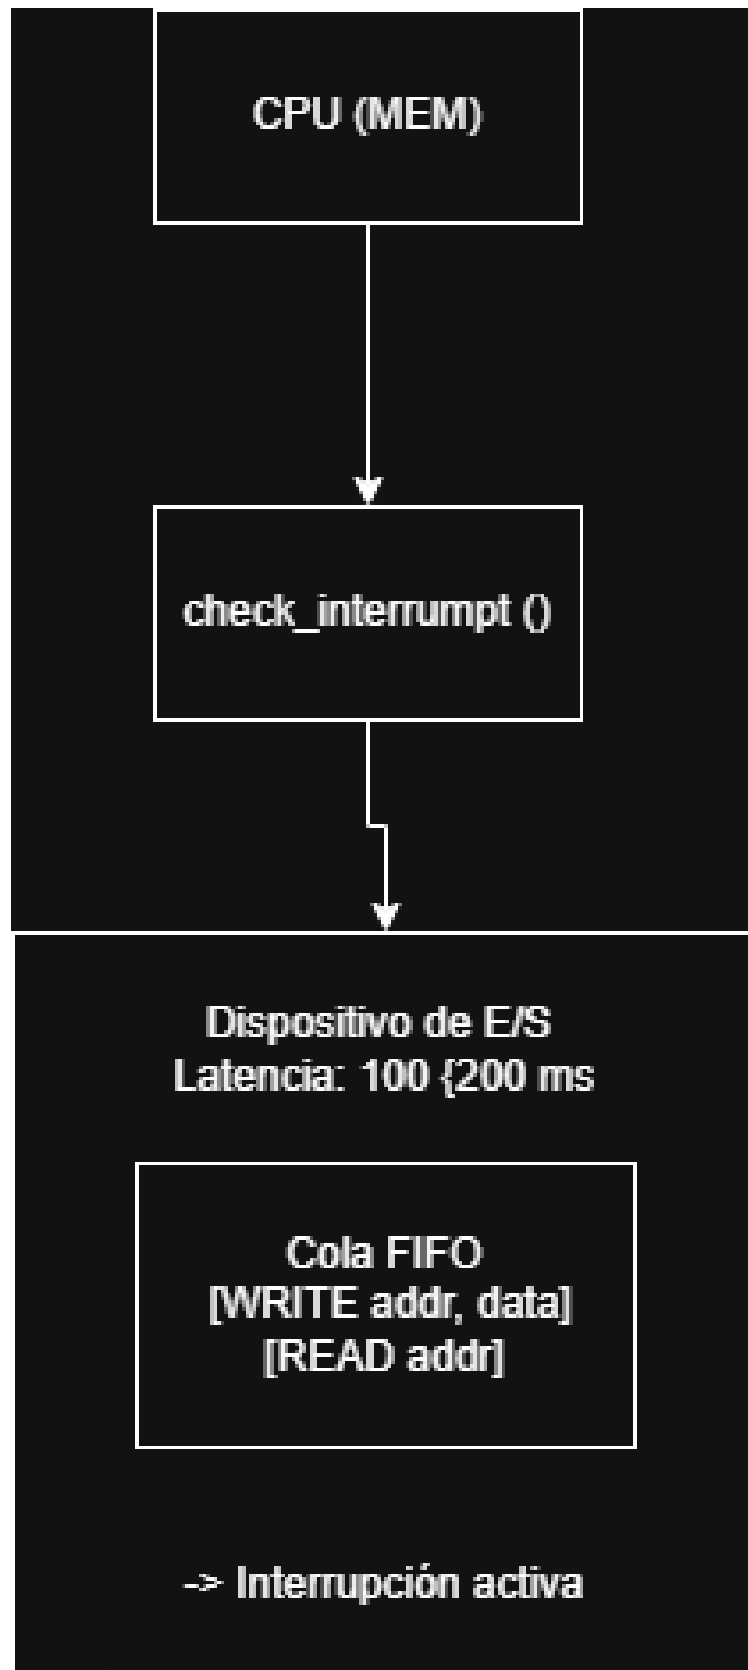 CPU (MEM)
check_interrumpt ()
Dispositivo de E/S
Latencia: 100 {200 ms
Cola FIFO
[WRITE addr, data]
[READ addr]
-> Interrupción activa